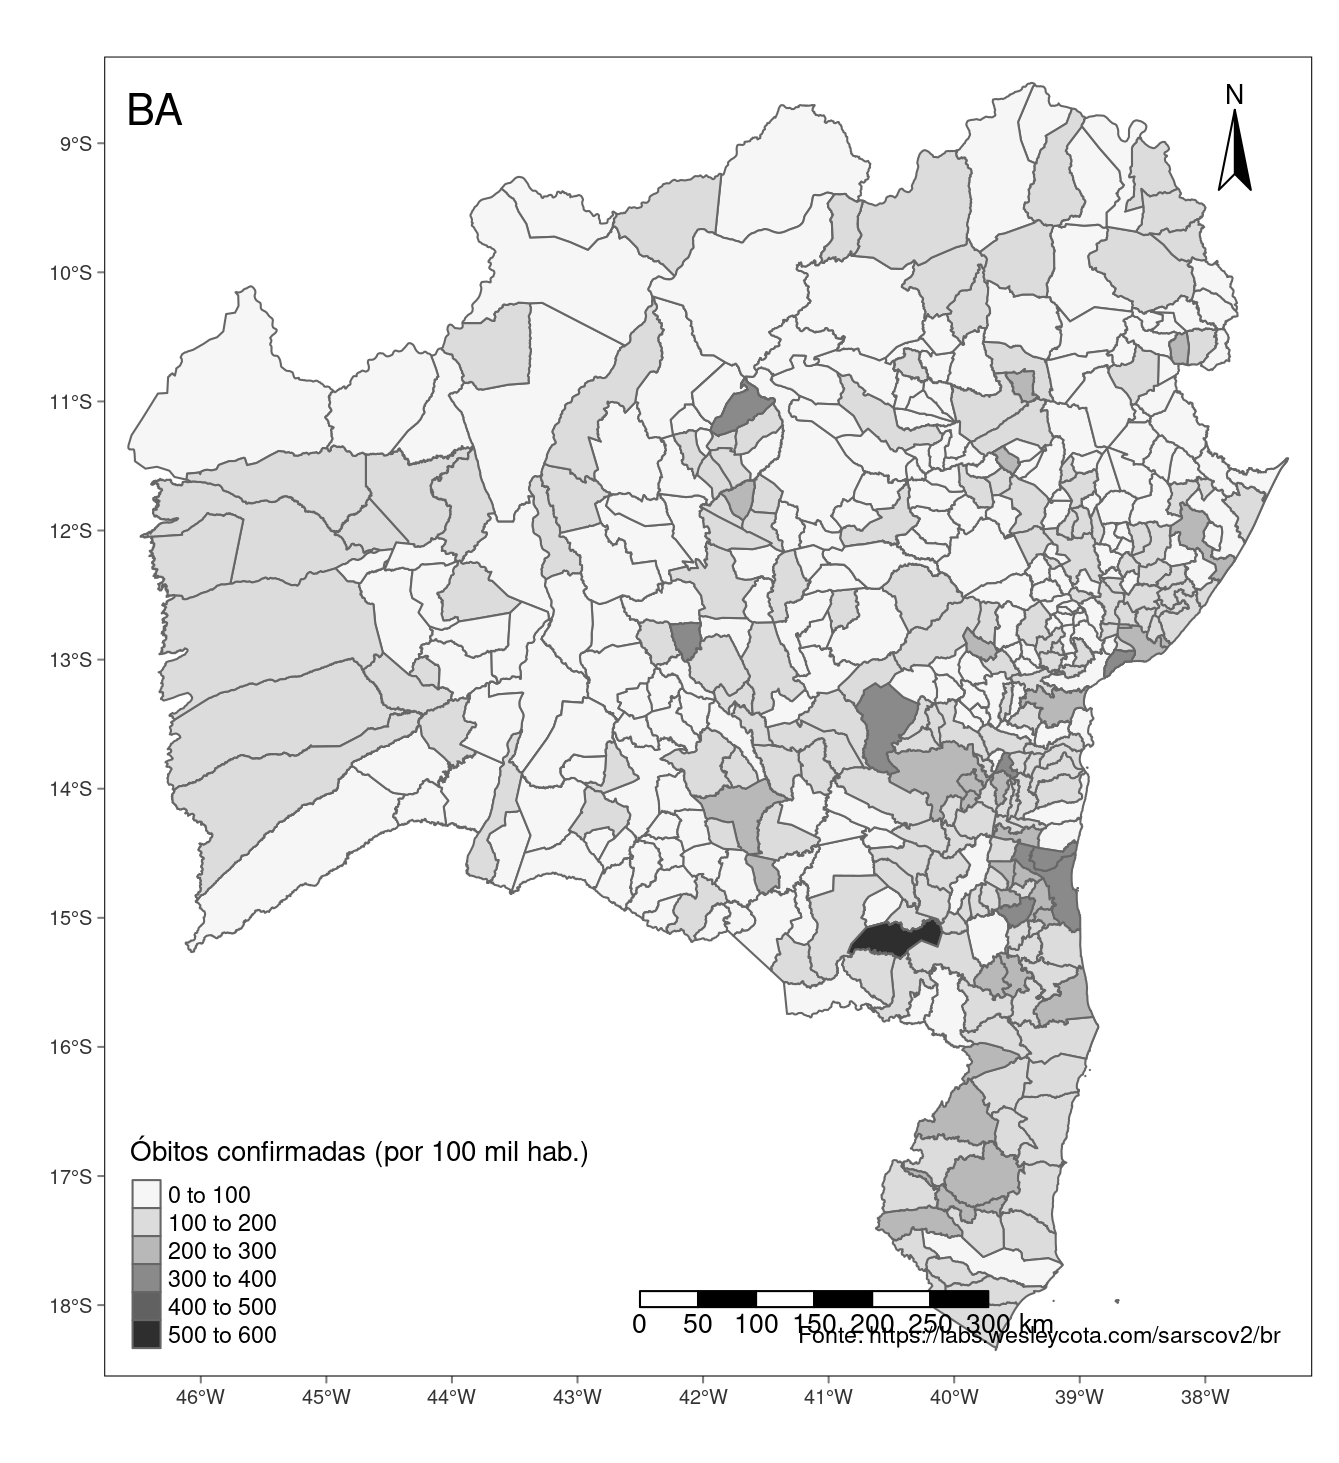 BA
N
9°S
10°S
11°S
12°S
13°S
14°S
15°S
16°S
17°S
18°S
Óbitos confirmadas (por 100 mil hab.)
0 to 100
100 to 200
200 to 300
300 to 400
400 to 500
500 to 600
0 50 100 150 200 250 300 km
Fonte: https://labs.wesleycota.com/sarscov2/br
46°W 45°W 44°W 43°W 42°W 41°W 40°W 39°W 38°W